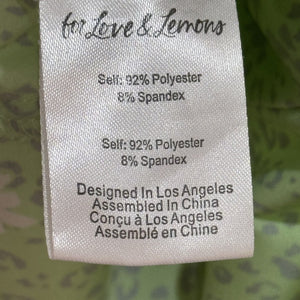 for Love & Lemons
Self: 92% Polyester
8% Spandex
Self: 92% Polyester
8% Spandex
Designed In Los Angeles
Assembled In China
Conçu à Los Angeles
Assemblé en Chine